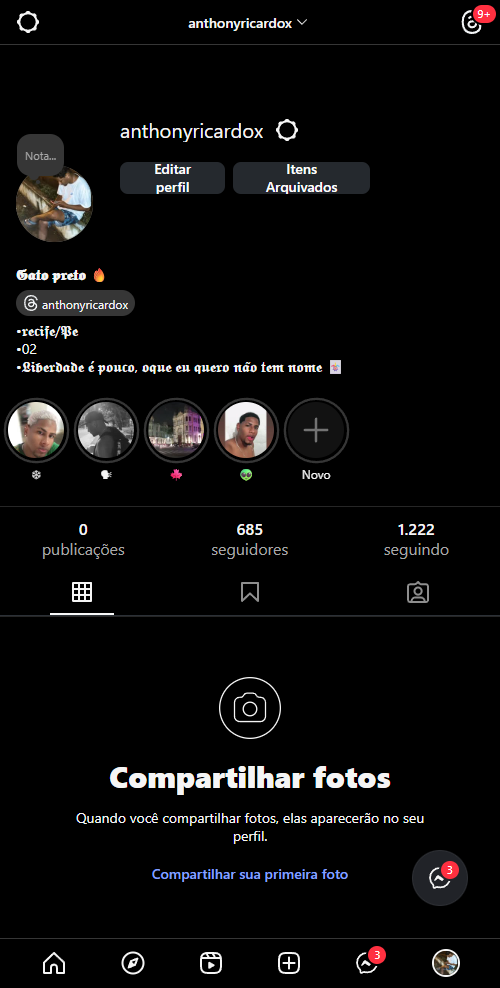 anthonyricardox
9+
Nota...
anthonyricardox
Editar
perfil
Itens
Arquivados
𝕲𝖆𝖙𝖔 𝖕𝖗𝖊𝖙𝖔 🔥
anthonyricardox
•𝖗𝖊𝖈𝖎𝖋𝖊/𝕻𝖊
•02
•𝕷𝖎𝖇𝖊𝖗𝖉𝖆𝖉𝖊 é 𝖕𝖔𝖚𝖈𝖔, 𝖔𝖖𝖚𝖊 𝖊𝖚 𝖖𝖚𝖊𝖗𝖔 𝖓ã𝖔 𝖙𝖊𝖒 𝖓𝖔𝖒𝖊 🃏
❄ 🗣 🍁 👽 Novo
0 685 1.222
publicações seguidores seguindo
Compartilhar fotos
Quando você compartilhar fotos, elas aparecerão no seu
perfil.
Compartilhar sua primeira foto
3
3